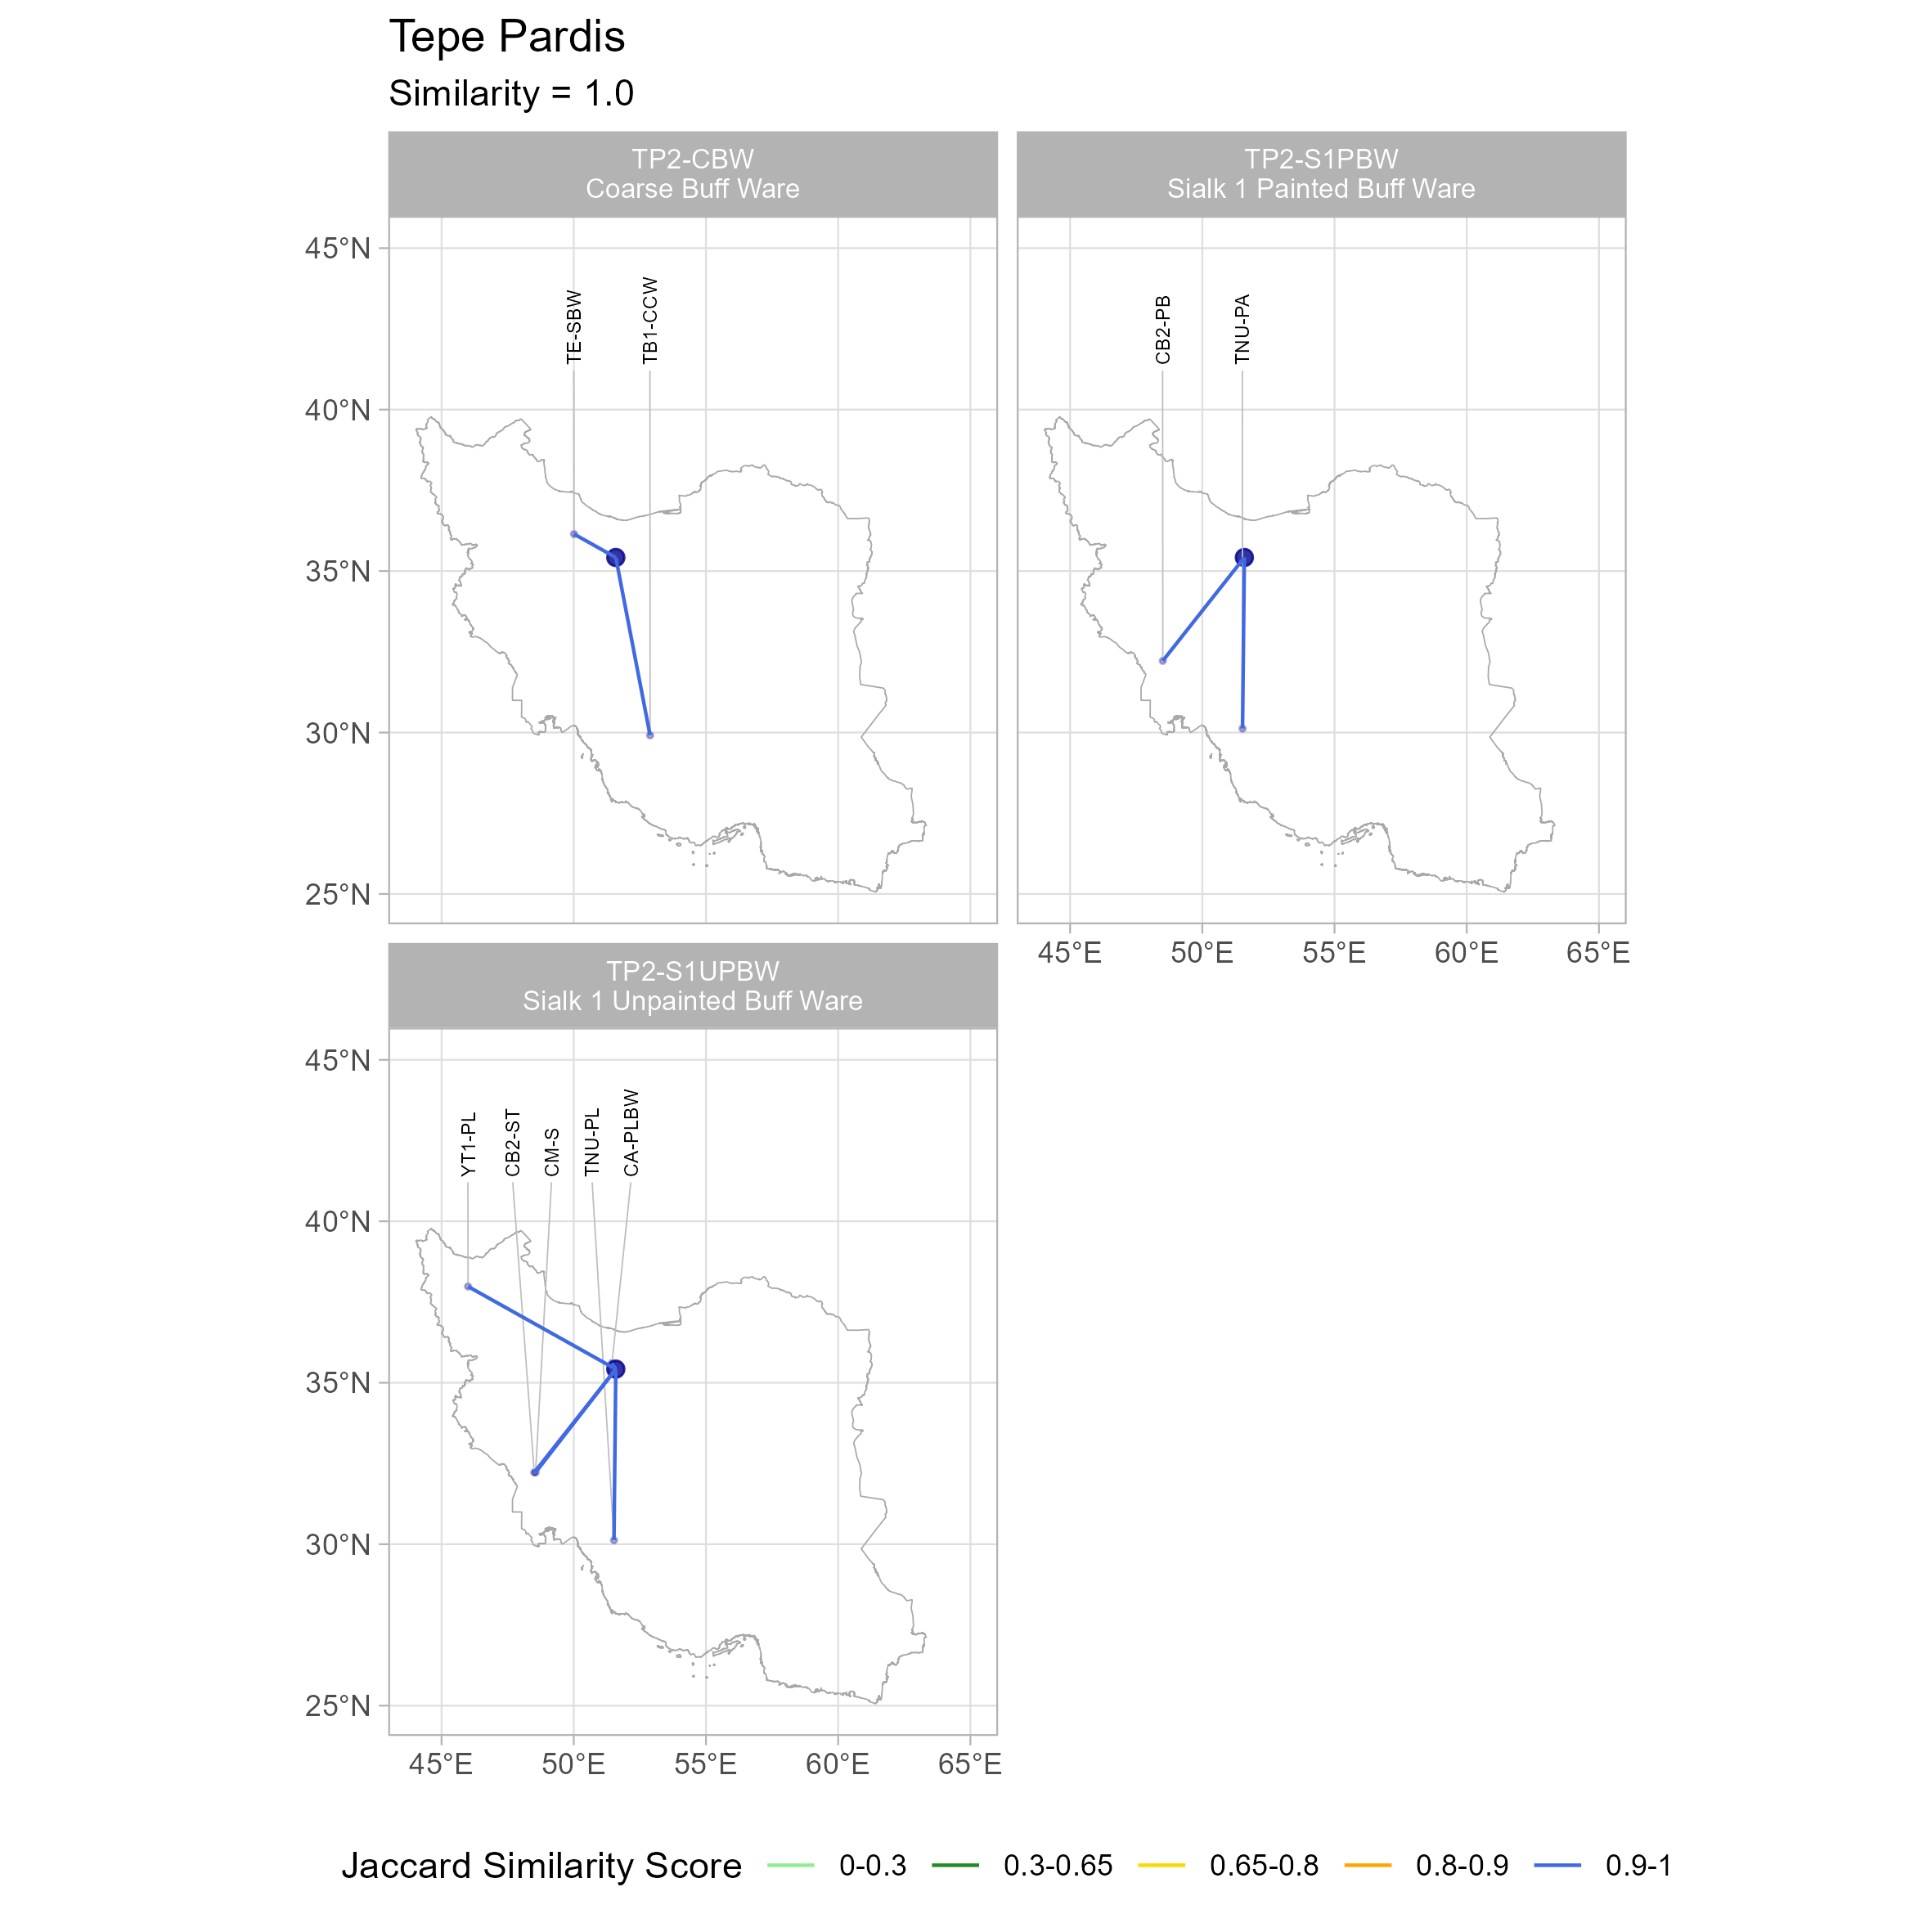 Tepe Pardis
Similarity = 1.0
TP2-CBW
Coarse Buff Ware
TP2-S1PBW
Sialk 1 Painted Buff Ware
45°N
40°N
35°N
30°N
25°N
TE-SBW
TB1-CCW
CB2-PB
TNU-PA
45°E
50°E
55°E
60°E
65°E
TP2-S1UPBW
Sialk 1 Unpainted Buff Ware
45°N
40°N
35°N
30°N
25°N
YT1-PL
CB2-ST
CM-S
TNU-PL
CA-PLBW
45°E
50°E
55°E
60°E
65°E
Jaccard Similarity Score 0-0.3 0.3-0.65 0.65-0.8 0.8-0.9 0.9-1